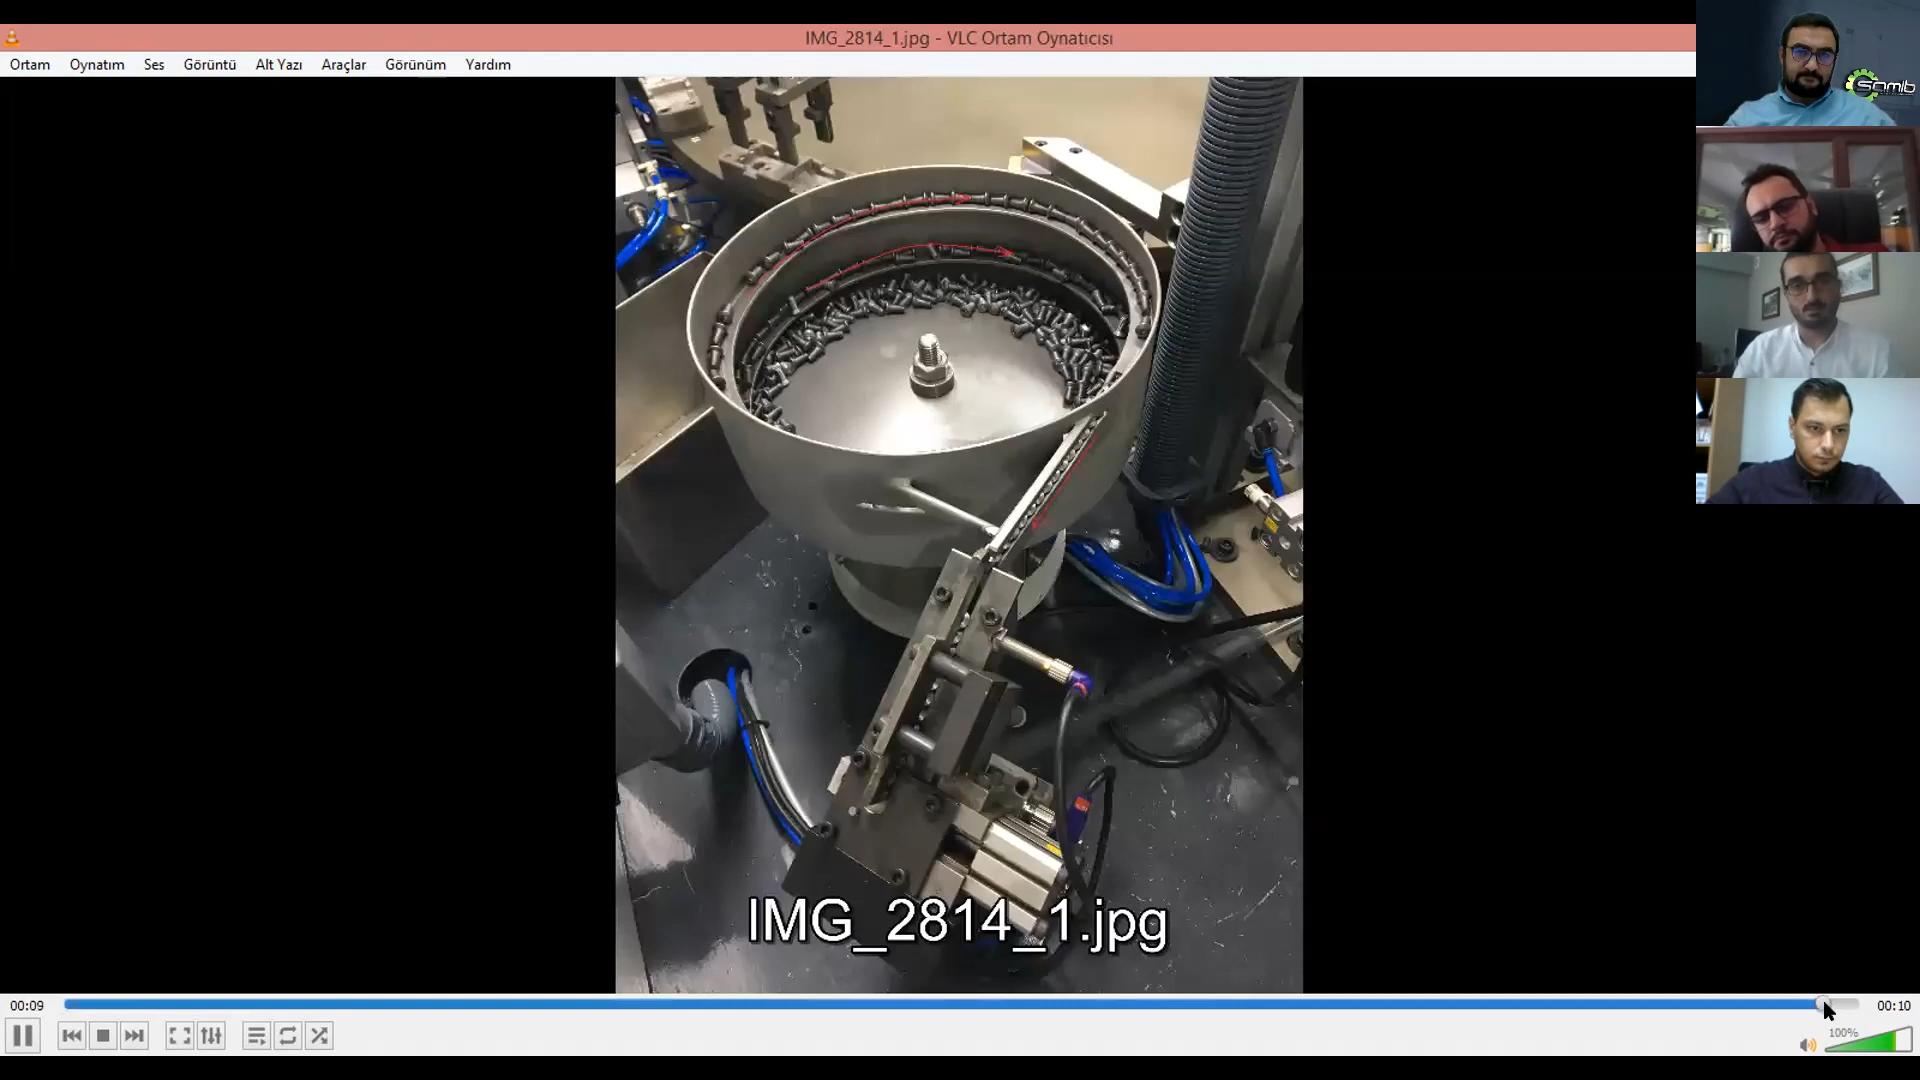 IMG_2814_1.jpg - VLC Ortam Oynatıcısı
Ortam Oynatım Ses Görüntü Alt Yazı Araçlar Görünüm Yardım
IMG_2814_1.jpg
00:09
00:10
100%